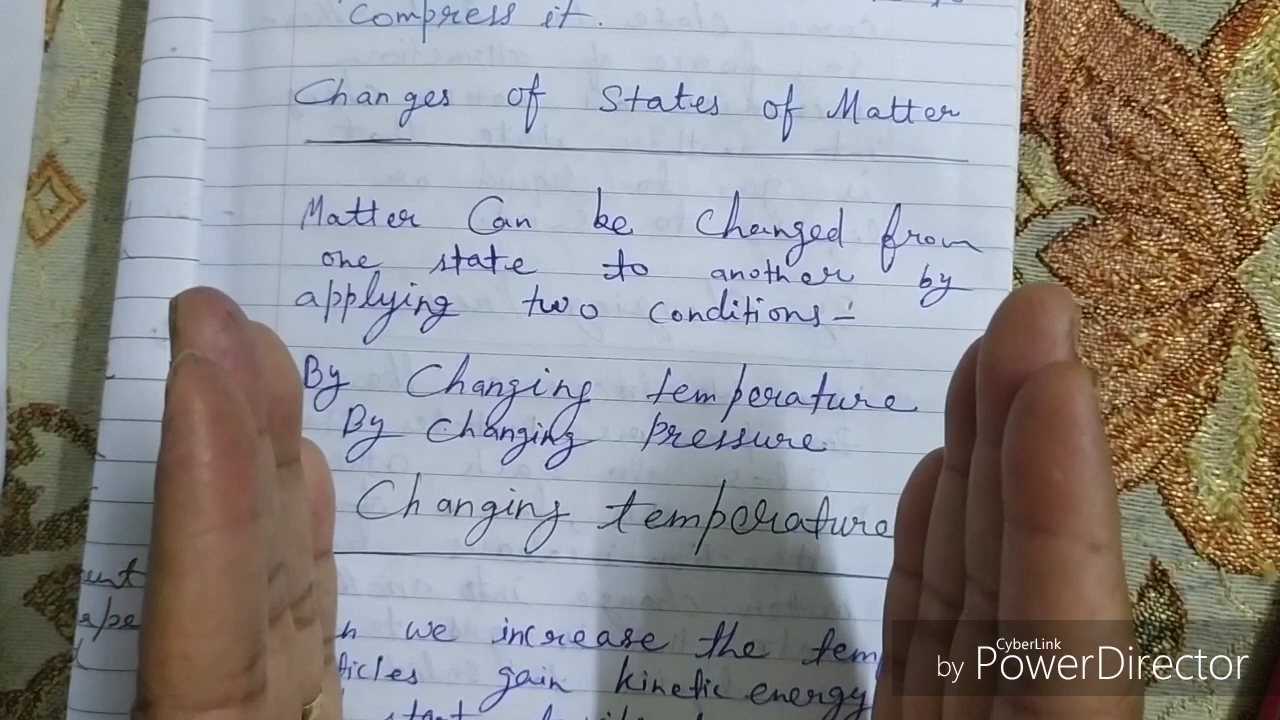 compress it.
Changes of States of Matter
Matter Can be Changed from
one state to another by
applying two conditions-
By Changing temperature
By Changing Pressure
Changing temperature
we increase the tem
ticles gain kinetic energy
start
CyberLink
by PowerDirector